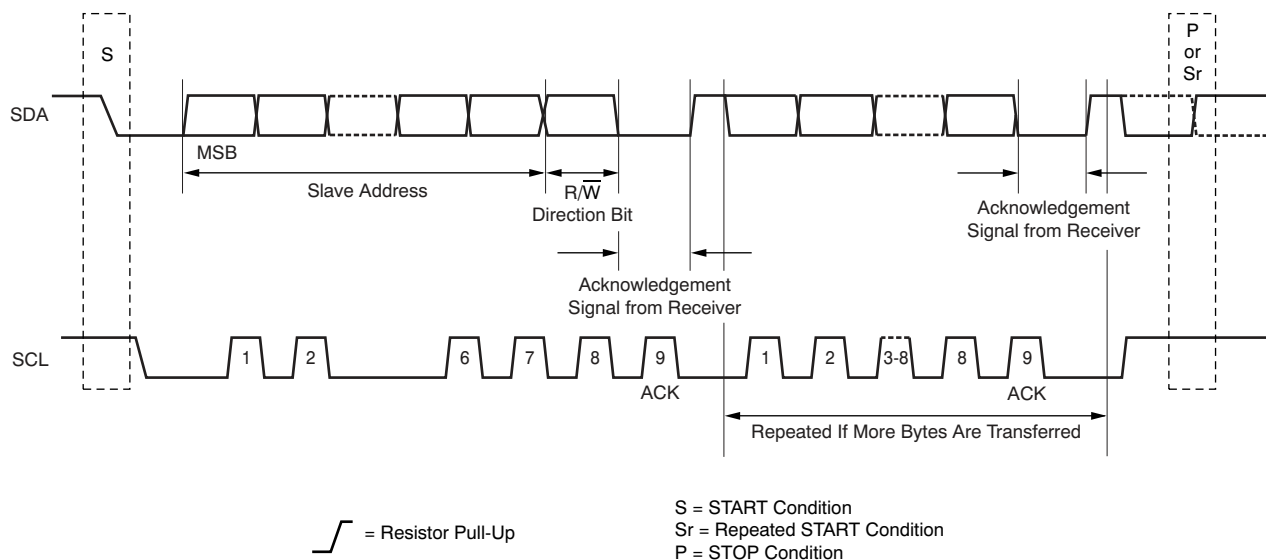 S
P
or
Sr
SDA
MSB
Slave Address
R/W̅
Direction Bit
Acknowledgement
Signal from Receiver
Acknowledgement
Signal from Receiver
SCL
1
2
6
7
8
9
1
2
3-8
8
9
ACK
ACK
Repeated If More Bytes Are Transferred
= Resistor Pull-Up
S = START Condition
Sr = Repeated START Condition
P = STOP Condition